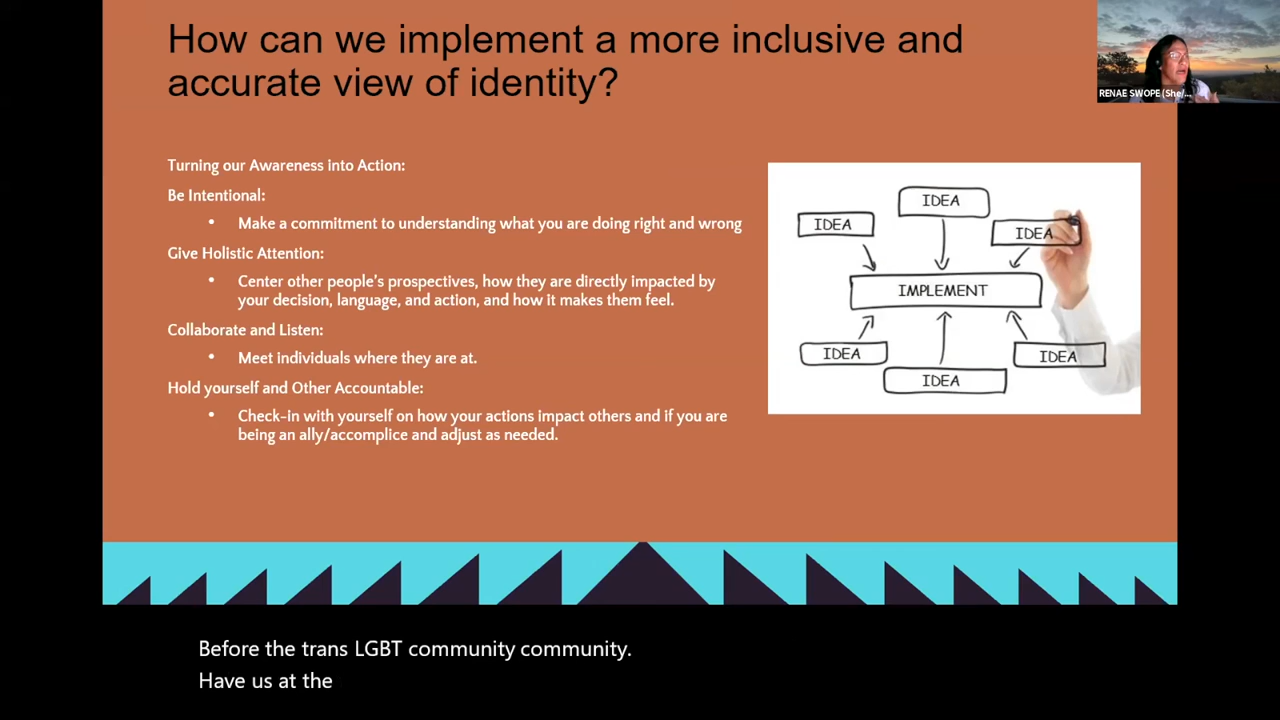 How can we implement a more inclusive and
accurate view of identity?
RENAE SWOPE (She/...
Turning our Awareness into Action:
Be Intentional:
• Make a commitment to understanding what you are doing right and wrong
Give Holistic Attention:
• Center other people's prospectives, how they are directly impacted by
your decision, language, and action, and how it makes them feel.
Collaborate and Listen:
• Meet individuals where they are at.
Hold yourself and Other Accountable:
• Check-in with yourself on how your actions impact others and if you are
being an ally/accomplice and adjust as needed.
IDEA
IDEA
IDEA
IMPLEMENT
IDEA
IDEA
IDEA
Before the trans LGBT community community.
Have us at the